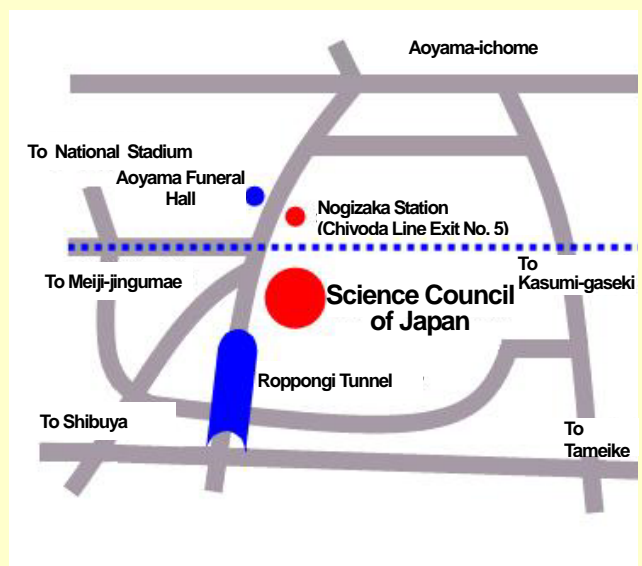 Aoyama-ichome
To National Stadium
Aoyama Funeral
Hall
Nogizaka Station
(Chivoda Line Exit No. 5)
To Meiji-jingumae
To
Kasumi-gaseki
Science Council
of Japan
Roppongi Tunnel
To Shibuya
To
Tameike